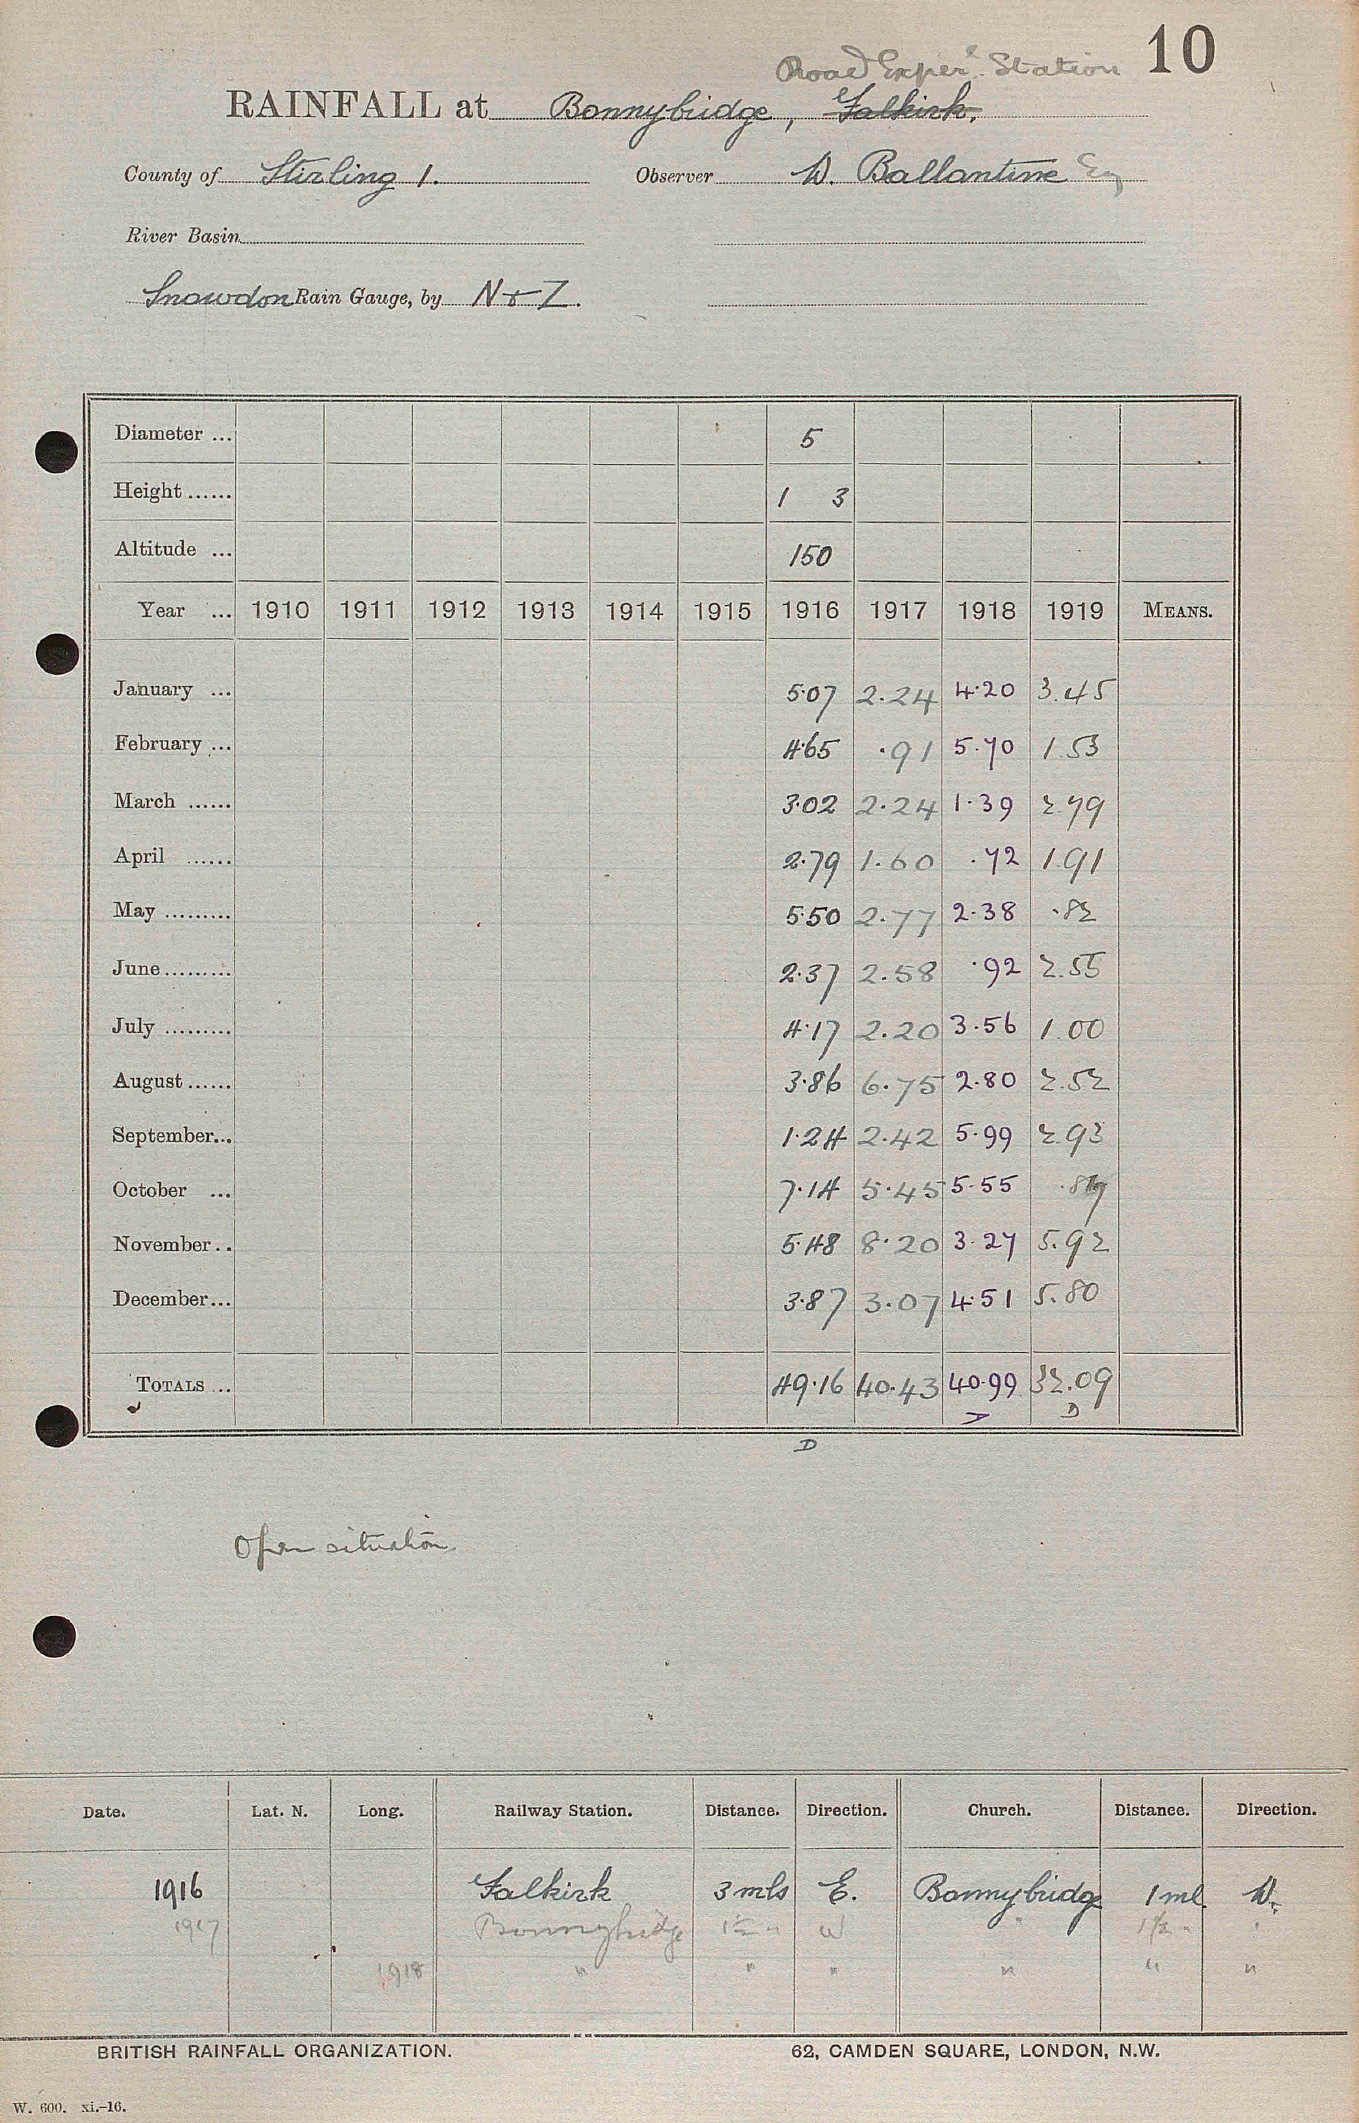 10
Road Exper^l. Station
RAINFALL at Bonnybridge, Falkirk.
County of Stirling 1. Observer W. Ballantine Esq
River Basin
Snowdon Rain Gauge, by N & Z.
Diameter ... 5
Height ...... 1 3
Altitude ... 150
Year ... 1910 1911 1912 1913 1914 1915 1916 1917 1918 1919 MEANS.
January ... 5.07 2.24 4.20 3.45
February ... 4.65 .91 5.70 1.53
March ...... 3.02 2.24 1.39 2.79
April ...... 2.79 1.60 .72 1.91
May ......... 5.50 2.77 2.38 .82
June ......... 2.37 2.58 .92 2.55
July ......... 4.17 2.20 3.56 1.00
August ...... 3.86 6.75 2.80 2.52
September... 1.24 2.42 5.99 2.93
October ... 7.14 5.45 5.55 .87
November .. 5.48 8.20 3.27 5.92
December... 3.87 3.07 4.51 5.80
TOTALS ... 49.16 40.43 40.99 32.09
D
D
Open situation.
Date. Lat. N. Long. Railway Station. Distance. Direction. Church. Distance. Direction.
1916 Falkirk 3 mls E. Bonnybridge 1 ml W.
1917 Bonnybridge 1½ " W " 1½ " "
1918 " " " " " "
BRITISH RAINFALL ORGANIZATION. 62, CAMDEN SQUARE, LONDON, N.W.
W. 600. xi.–16.